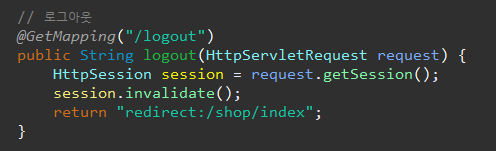 // 로그아웃
@GetMapping("/logout")
public String logout(HttpServletRequest request) {
    HttpSession session = request.getSession();
    session.invalidate();
    return "redirect:/shop/index";
}